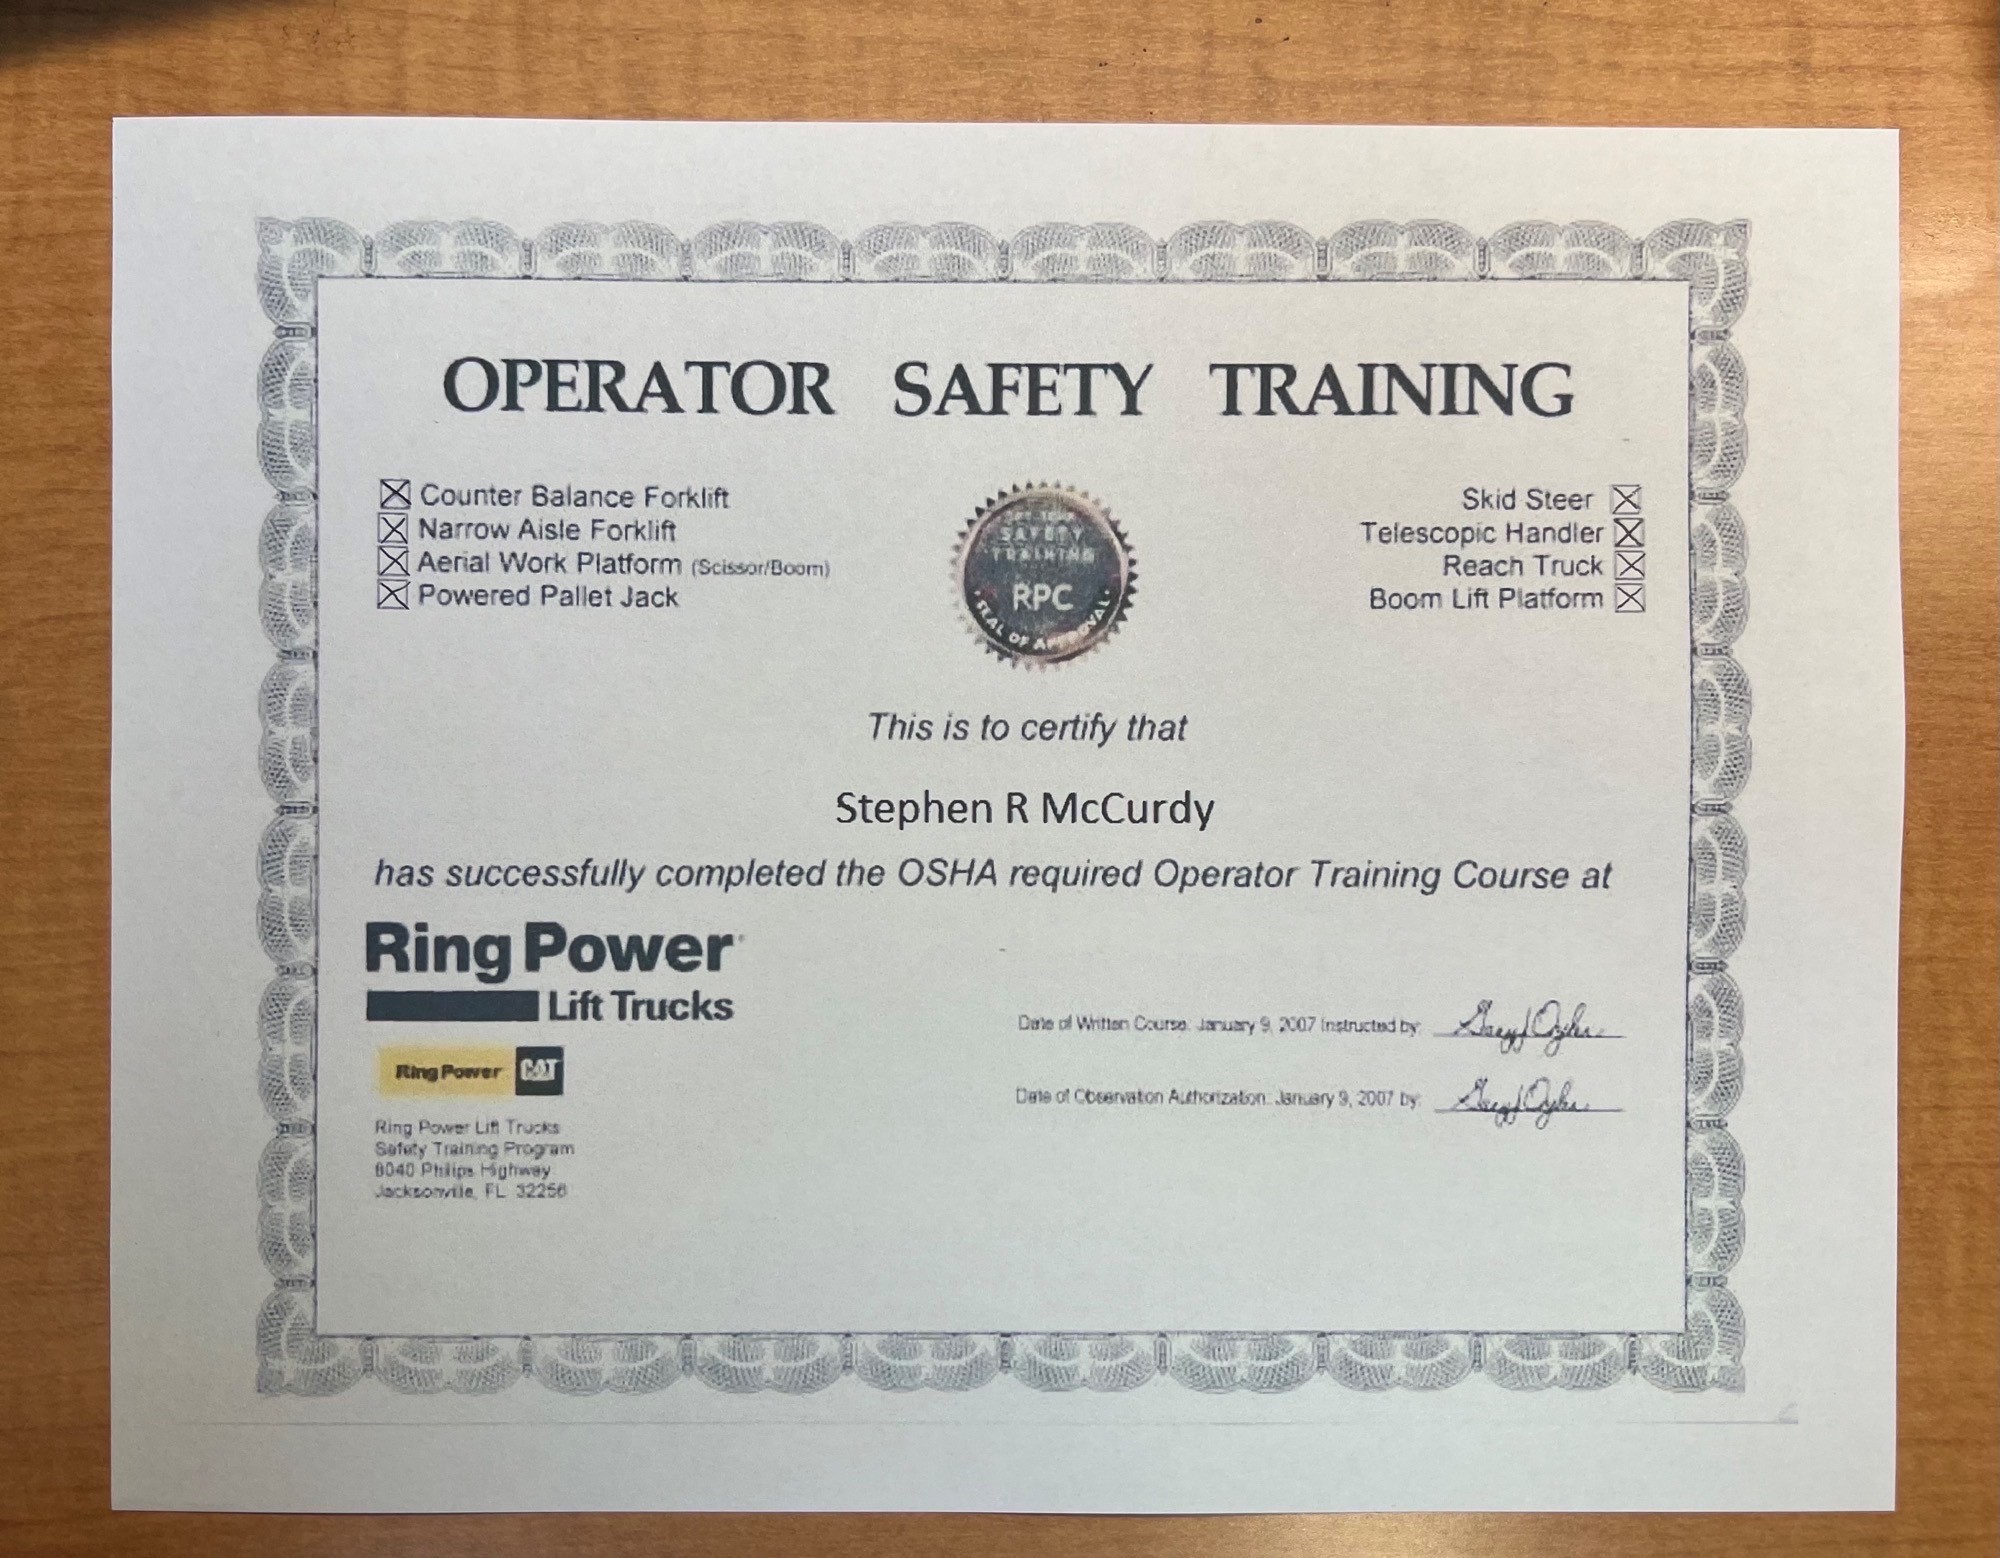 OPERATOR SAFETY TRAINING
Counter Balance Forklift
Narrow Aisle Forklift
Aerial Work Platform (Scissor/Boom)
Powered Pallet Jack
SAFETY
TRAINING
RPC
SEAL OF APPROVAL
Skid Steer
Telescopic Handler
Reach Truck
Boom Lift Platform
This is to certify that
Stephen R McCurdy
has successfully completed the OSHA required Operator Training Course at
Ring Power
Lift Trucks
Ring Power CAT
Ring Power Lift Trucks
Safety Training Program
8040 Philips Highway
Jacksonville, FL 32256
Date of Written Course: January 9, 2007 Instructed by:
Date of Observation Authorization: January 9, 2007 by: